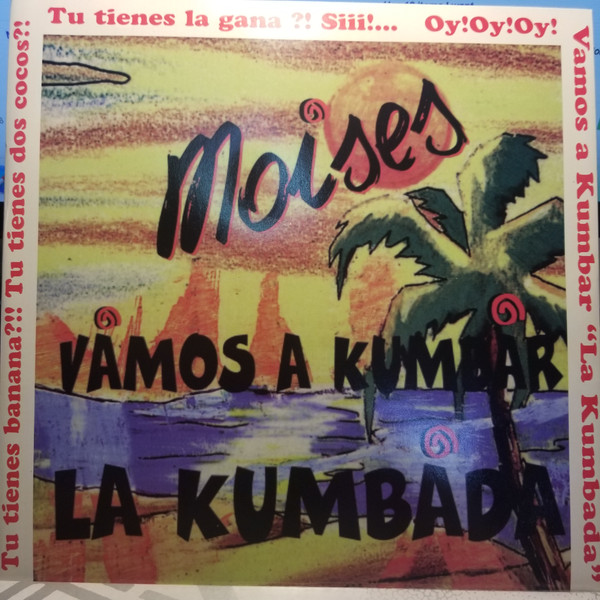 Tu tienes la gana ?! Siii!... Oy!Oy!Oy!
Vamos a Kumbar “La Kumbada”
Tu tienes banana?!! Tu tienes dos cocos?!
Moises
VAMOS A KUMBAR
LA KUMBADA